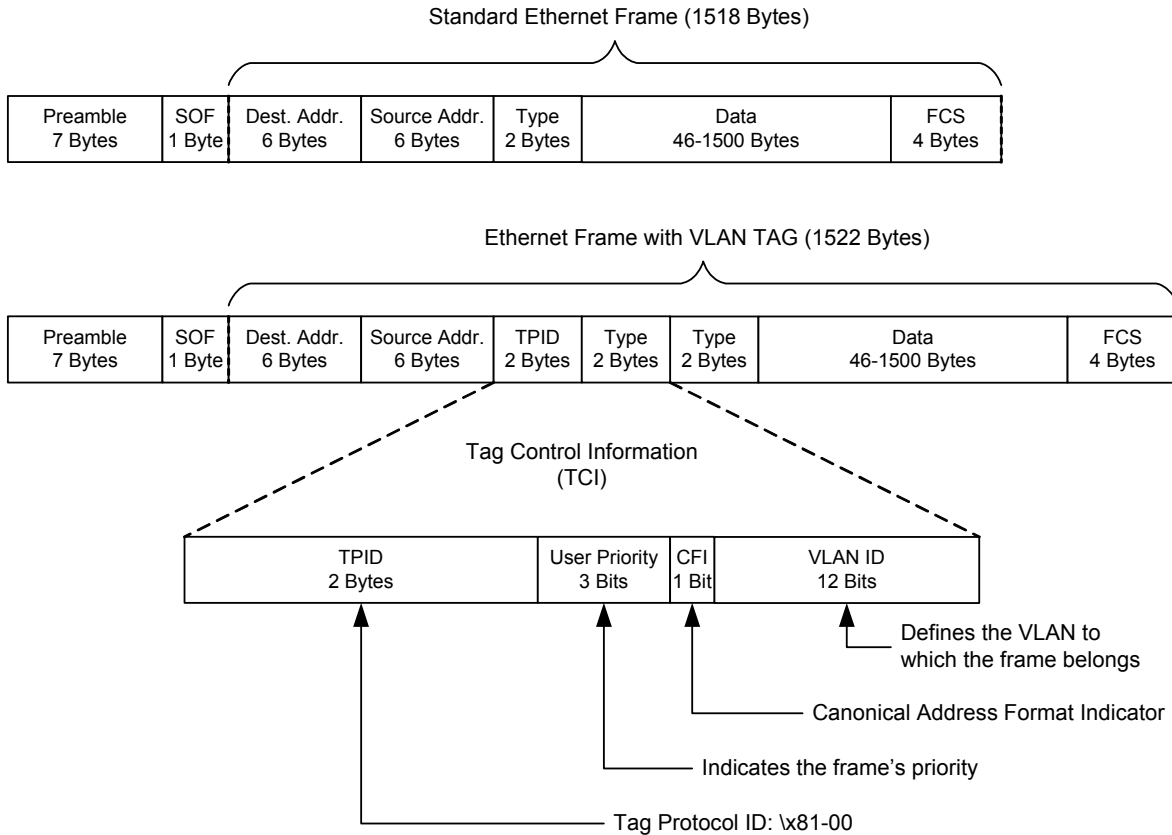 Standard Ethernet Frame (1518 Bytes)
Preamble
7 Bytes
SOF
1 Byte
Dest. Addr.
6 Bytes
Source Addr.
6 Bytes
Type
2 Bytes
Data
46-1500 Bytes
FCS
4 Bytes
Ethernet Frame with VLAN TAG (1522 Bytes)
Preamble
7 Bytes
SOF
1 Byte
Dest. Addr.
6 Bytes
Source Addr.
6 Bytes
TPID
2 Bytes
Type
2 Bytes
Type
2 Bytes
Data
46-1500 Bytes
FCS
4 Bytes
Tag Control Information
(TCI)
TPID
2 Bytes
User Priority
3 Bits
CFI
1 Bit
VLAN ID
12 Bits
Defines the VLAN to
which the frame belongs
Canonical Address Format Indicator
Indicates the frame's priority
Tag Protocol ID: \x81-00